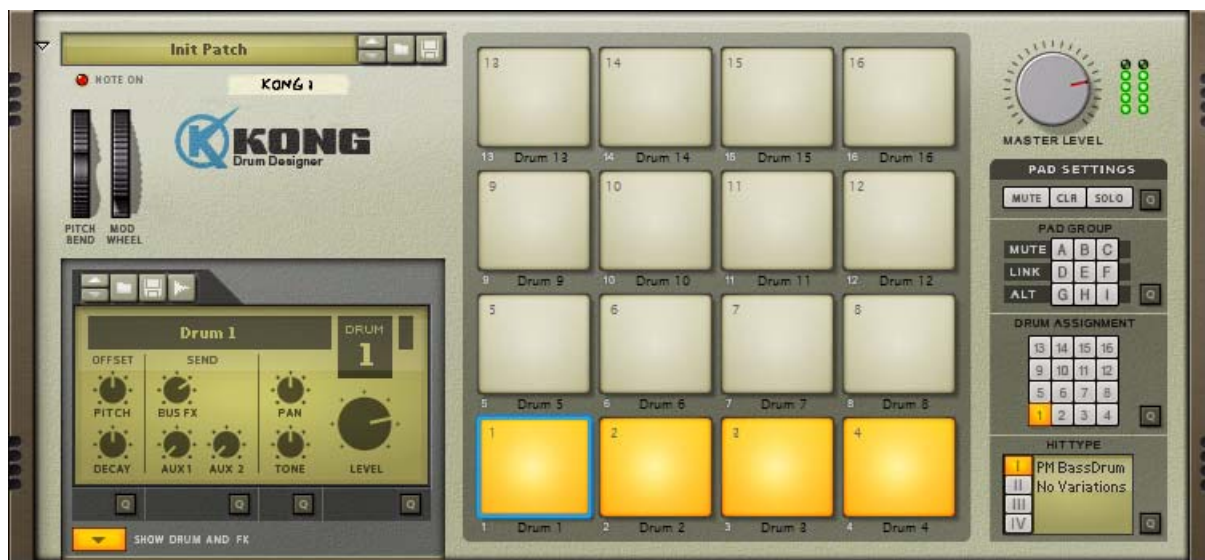 Init Patch
NOTE ON
KONG 1
KONG
Drum Designer
PITCH BEND
MOD WHEEL
Drum 1
DRUM
1
OFFSET
SEND
PITCH
BUS FX
PAN
DECAY
AUX 1
AUX 2
TONE
LEVEL
Q Q Q Q
SHOW DRUM AND FX
13 14 15 16
13 Drum 13 14 Drum 14 15 Drum 15 16 Drum 16
9 10 11 12
9 Drum 9 10 Drum 10 11 Drum 11 12 Drum 12
5 6 7 8
5 Drum 5 6 Drum 6 7 Drum 7 8 Drum 8
1 2 3 4
1 Drum 1 2 Drum 2 3 Drum 3 4 Drum 4
MASTER LEVEL
PAD SETTINGS
MUTE CLR SOLO Q
PAD GROUP
MUTE A B C
LINK D E F
ALT G H I Q
DRUM ASSIGNMENT
13 14 15 16
9 10 11 12
5 6 7 8
1 2 3 4 Q
HIT TYPE
I PM BassDrum
II No Variations
III
IV Q